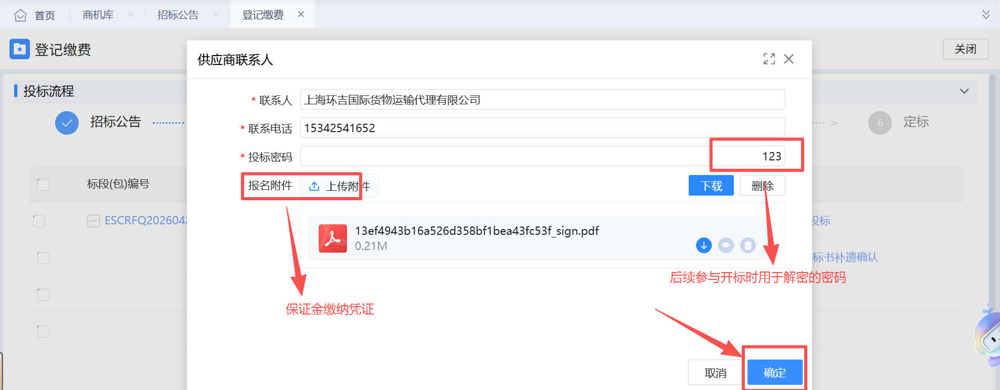 首页
商机库
招标公告
登记缴费
登记缴费
关闭
供应商联系人
投标流程
招标公告
6
定标
* 联系人
上海环吉国际货物运输代理有限公司
* 联系电话
15342541652
* 投标密码
123
报名附件
上传附件
下载
删除
标段(包)编号
ESCRFQ202604
投标
13ef4943b16a526d358bf1bea43fc53f_sign.pdf
0.21M
标书补遗确认
后续参与开标时用于解密的密码
保证金缴纳凭证
取消
确定